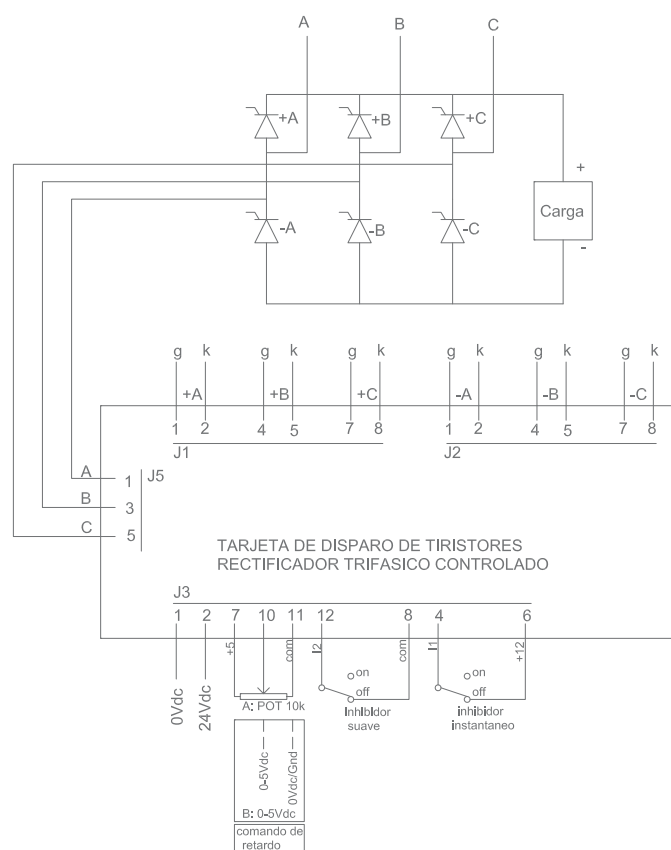 A B C
+A +B +C
+
Carga
-
-A -B -C
g k g k g k g k g k g k
+A +B +C -A -B -C
1 2 4 5 7 8 1 2 4 5 7 8
J1 J2
A 1 J5
B 3
C 5
TARJETA DE DISPARO DE TIRISTORES
RECTIFICADOR TRIFASICO CONTROLADO
J3
1 2 7 10 11 12 8 4 6
+5 com I2 com I1 +12
0Vdc
24Vdc
A: POT 10k
on
off
Inhibidor
suave
on
off
inhibidor
instantaneo
0-5Vdc
0Vdc/Gnd
B: 0-5Vdc
comando de
retardo